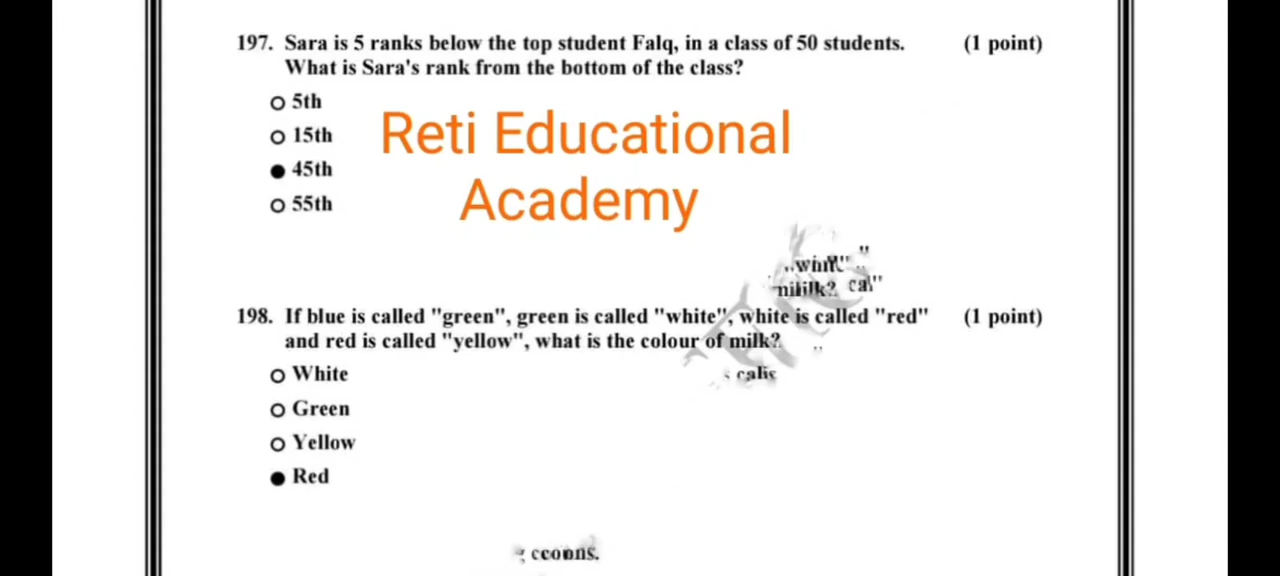 197. Sara is 5 ranks below the top student Falq, in a class of 50 students. (1 point)
What is Sara's rank from the bottom of the class?
5th
15th
45th
55th
Reti Educational
Academy
198. If blue is called "green", green is called "white", white is called "red" (1 point)
and red is called "yellow", what is the colour of milk?
White
Green
Yellow
Red